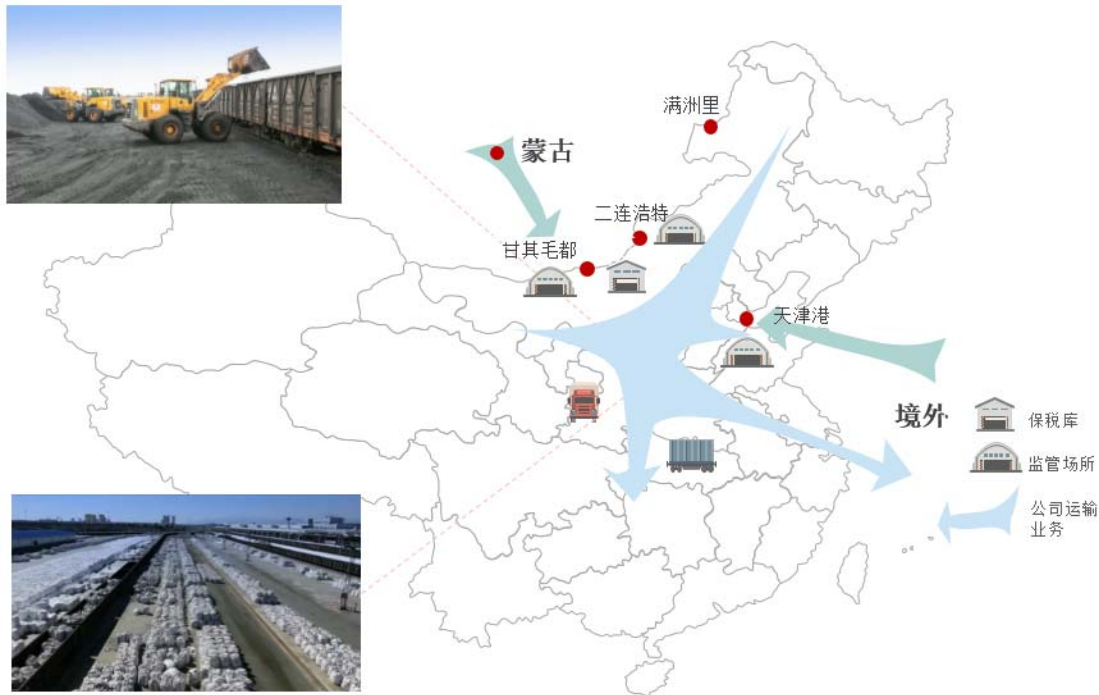 满洲里
蒙古
二连浩特
甘其毛都
天津港
境外
保税库
监管场所
公司运输
业务